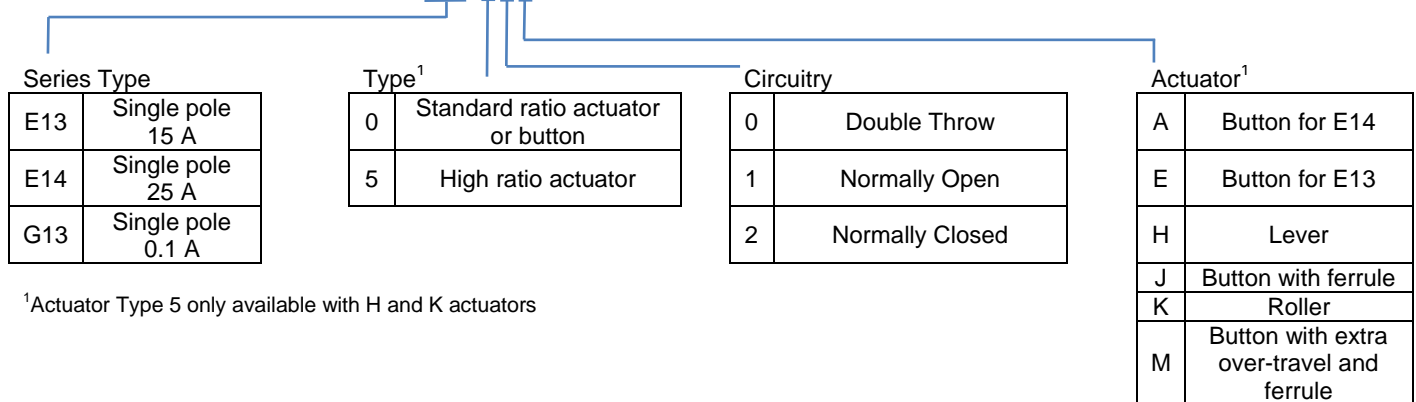 Series Type
E13 Single pole
15 A
E14 Single pole
25 A
G13 Single pole
0.1 A
Type¹
0 Standard ratio actuator
or button
5 High ratio actuator
Circuitry
0 Double Throw
1 Normally Open
2 Normally Closed
Actuator¹
A Button for E14
E Button for E13
H Lever
J Button with ferrule
K Roller
M Button with extra
over-travel and
ferrule
¹Actuator Type 5 only available with H and K actuators